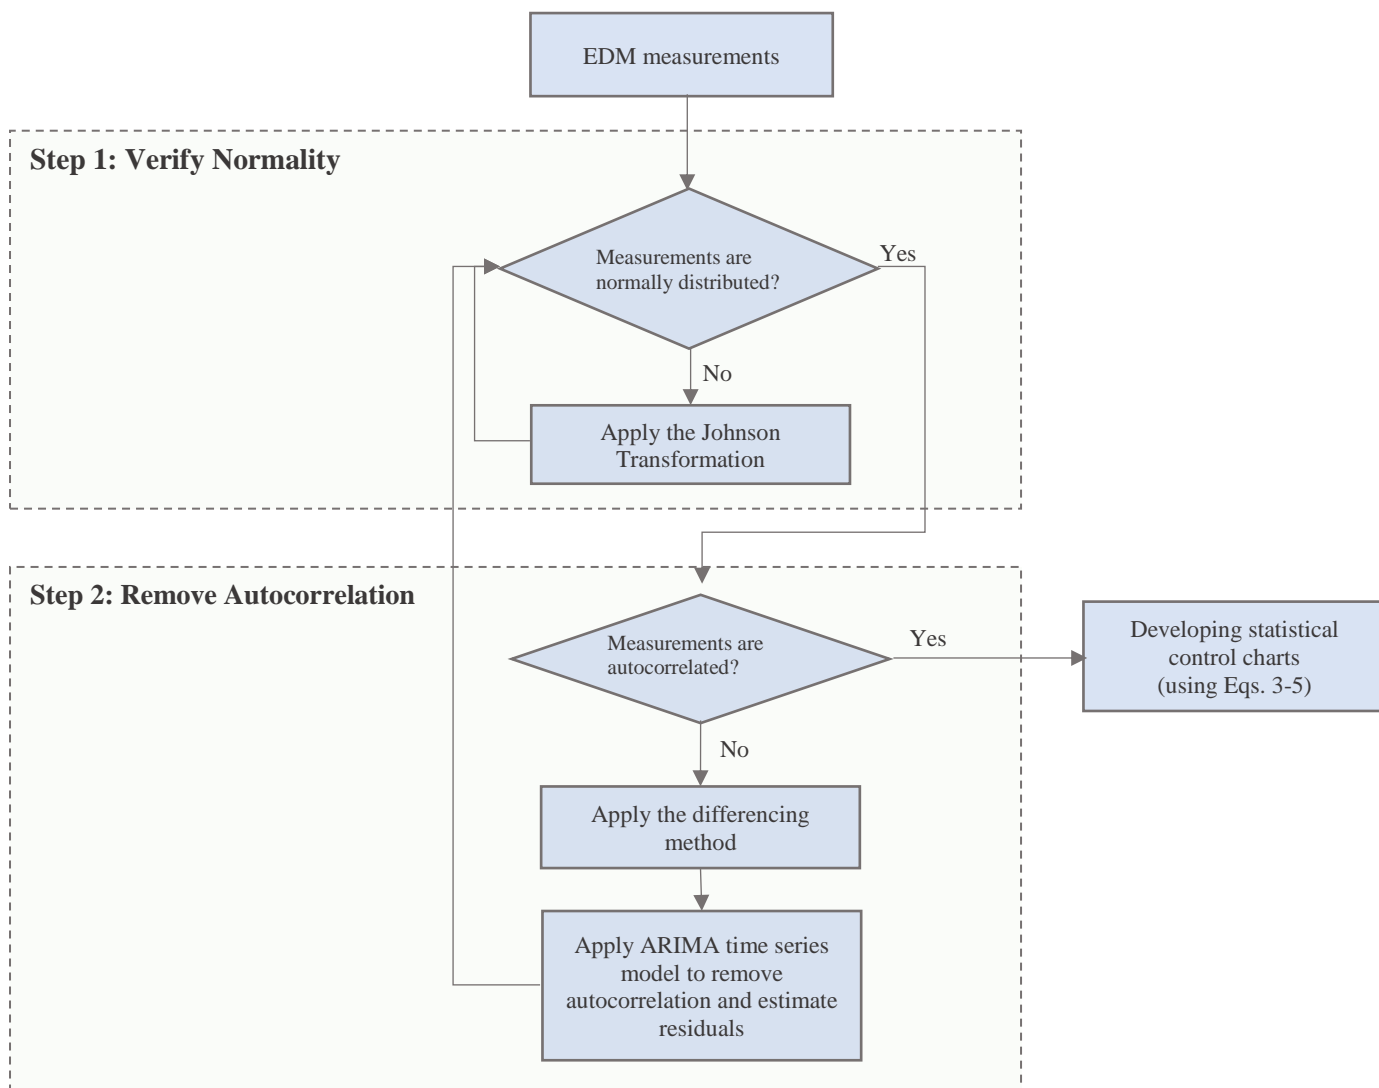 EDM measurements
Step 1: Verify Normality
Measurements are
normally distributed?
Yes
No
Apply the Johnson
Transformation
Step 2: Remove Autocorrelation
Measurements are
autocorrelated?
Yes
Developing statistical
control charts
(using Eqs. 3-5)
No
Apply the differencing
method
Apply ARIMA time series
model to remove
autocorrelation and estimate
residuals